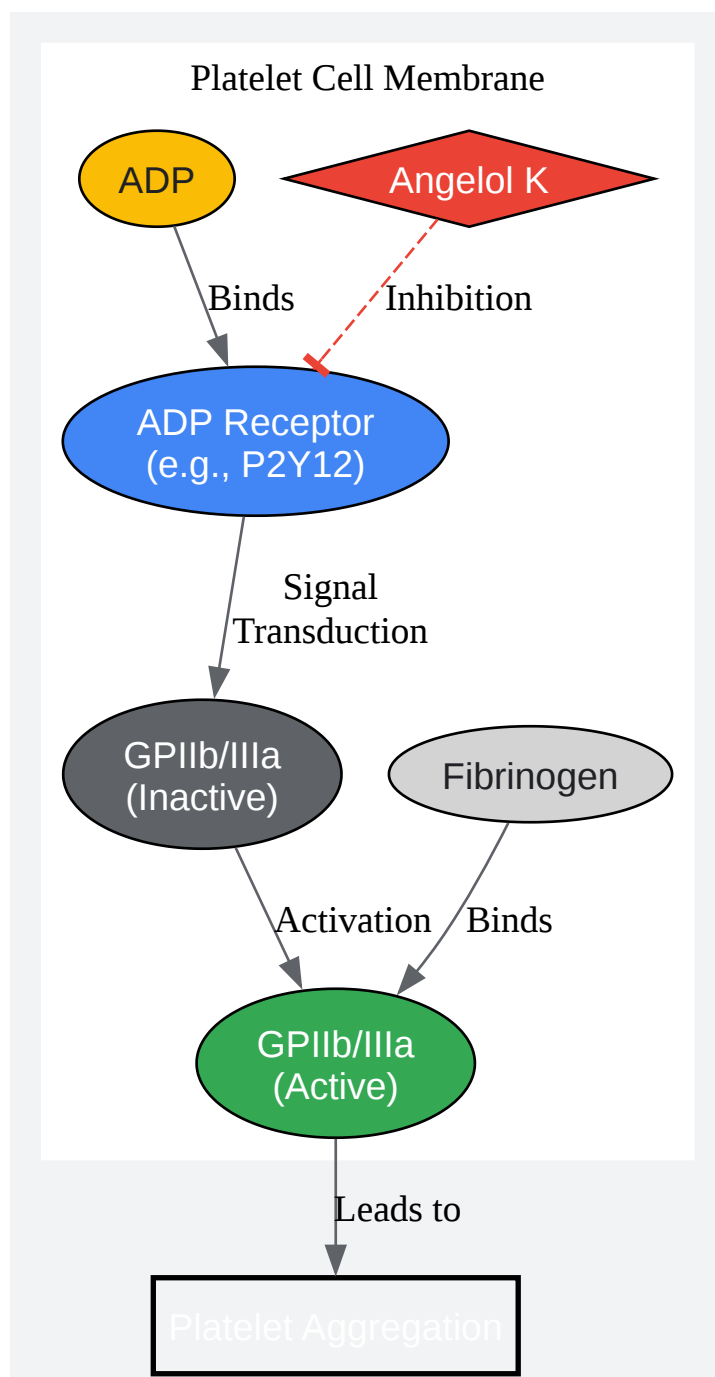 Platelet Cell Membrane
ADP
Angelol K
Binds
Inhibition
ADP Receptor
(e.g., P2Y12)
Signal
Transduction
GPIIb/IIIa
(Inactive)
Fibrinogen
Activation
Binds
GPIIb/IIIa
(Active)
Leads to
Platelet Aggregation